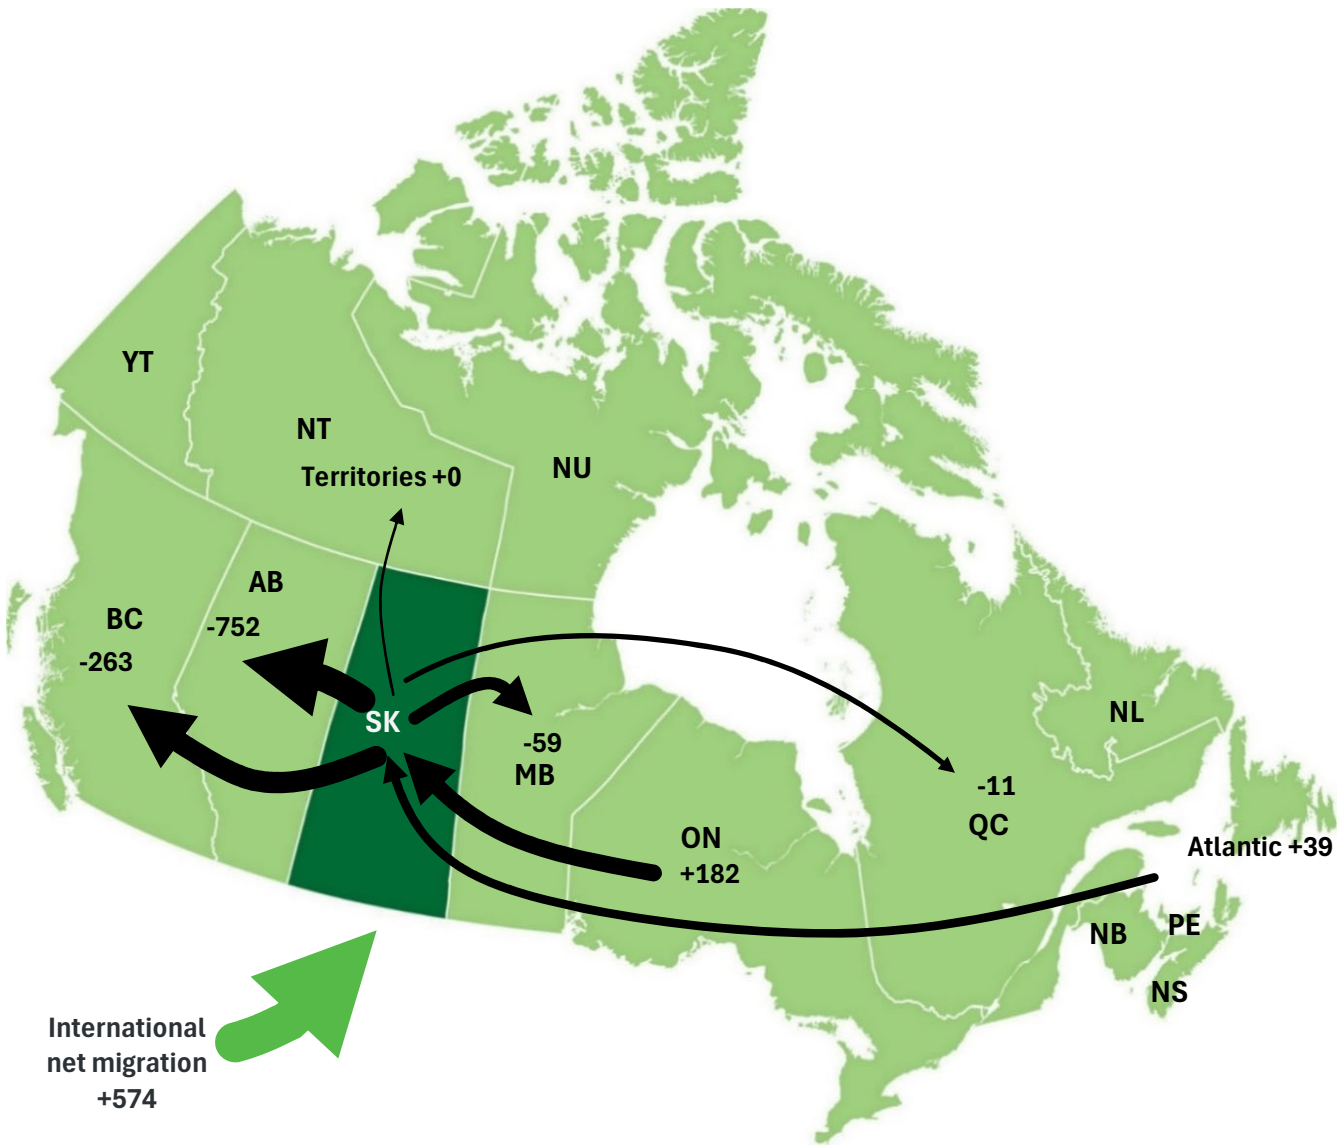 YT
NT
Territories +0
NU
AB
-752
BC
-263
SK
-59
MB
NL
-11
QC
ON
+182
Atlantic +39
NB
PE
NS
International
net migration
+574